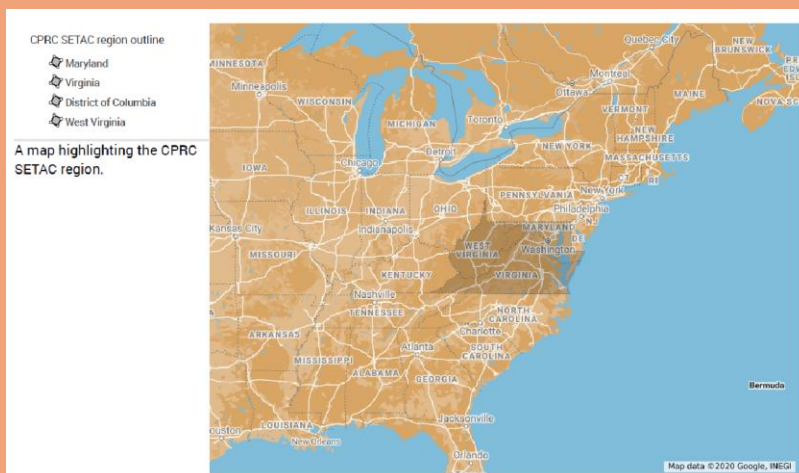 CPRC SETAC region outline
Maryland
Virginia
District of Columbia
West Virginia
A map highlighting the CPRC
SETAC region.
Quebec City
NEW
BRUNSWICK
MINNESOTA
Montreal
Ottawa
MAINE
Minneapolis
NOVA SC
VERMONT
WISCONSIN
NEW
HAMPSHIRE
MICHIGAN
Toronto
MASSACHUSETTS
NEW YORK
Detroit
CT
RI
IOWA
Chicago
PENNSYLVANIA
New York
OHIO
Philadelphia
ILLINOIS
INDIANA
NJ
Kansas City
Indianapolis
MARYLAND
DE
WEST
VIRGINIA
Washington
MISSOURI
KENTUCKY
VIRGINIA
Nashville
TENNESSEE
NORTH
CAROLINA
Charlotte
ARKANSAS
Atlanta
SOUTH
CAROLINA
MISSISSIPPI
ALABAMA
GEORGIA
Bermuda
Jacksonville
LOUISIANA
ouston
New Orleans
Orlando
Map data ©2020 Google, INEGI